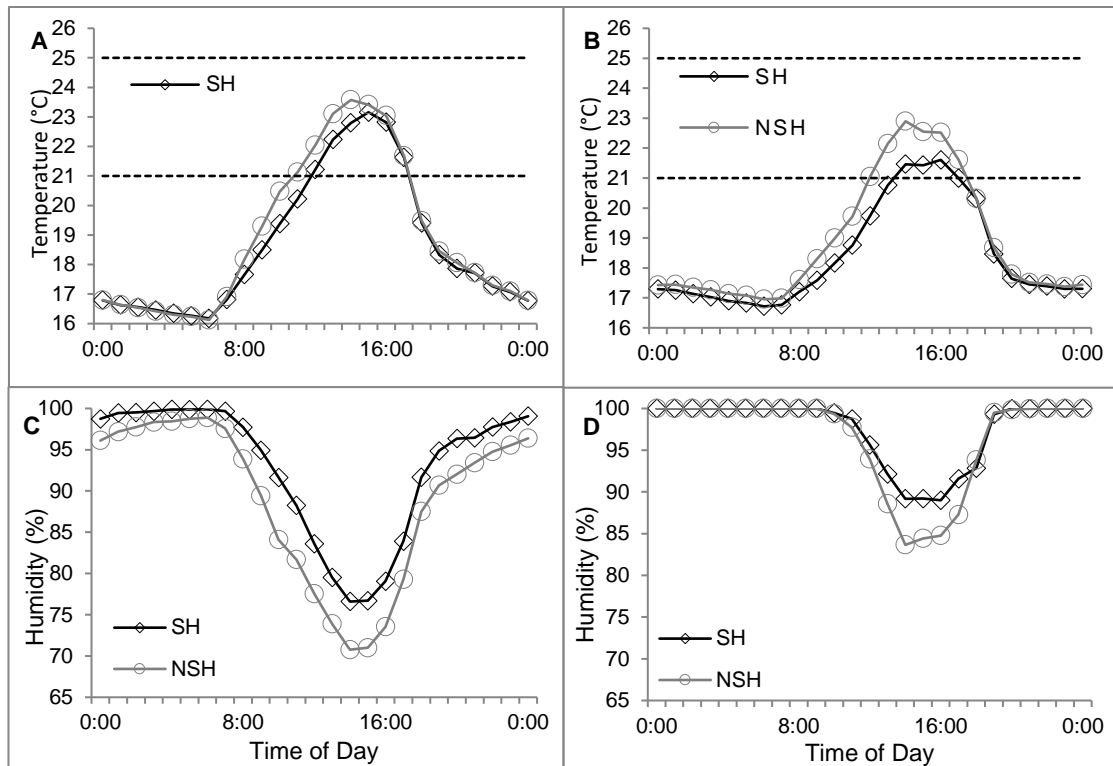 A
Temperature (°C)
26
25
24
23
22
21
20
19
18
17
16
SH
0:00 8:00 16:00 0:00
B
Temperature (°C)
26
25
24
23
22
21
20
19
18
17
16
SH
NSH
0:00 8:00 16:00 0:00
C
Humidity (%)
100
95
90
85
80
75
70
65
SH
NSH
0:00 8:00 16:00 0:00
Time of Day
D
Humidity (%)
100
95
90
85
80
75
70
65
SH
NSH
0:00 8:00 16:00 0:00
Time of Day